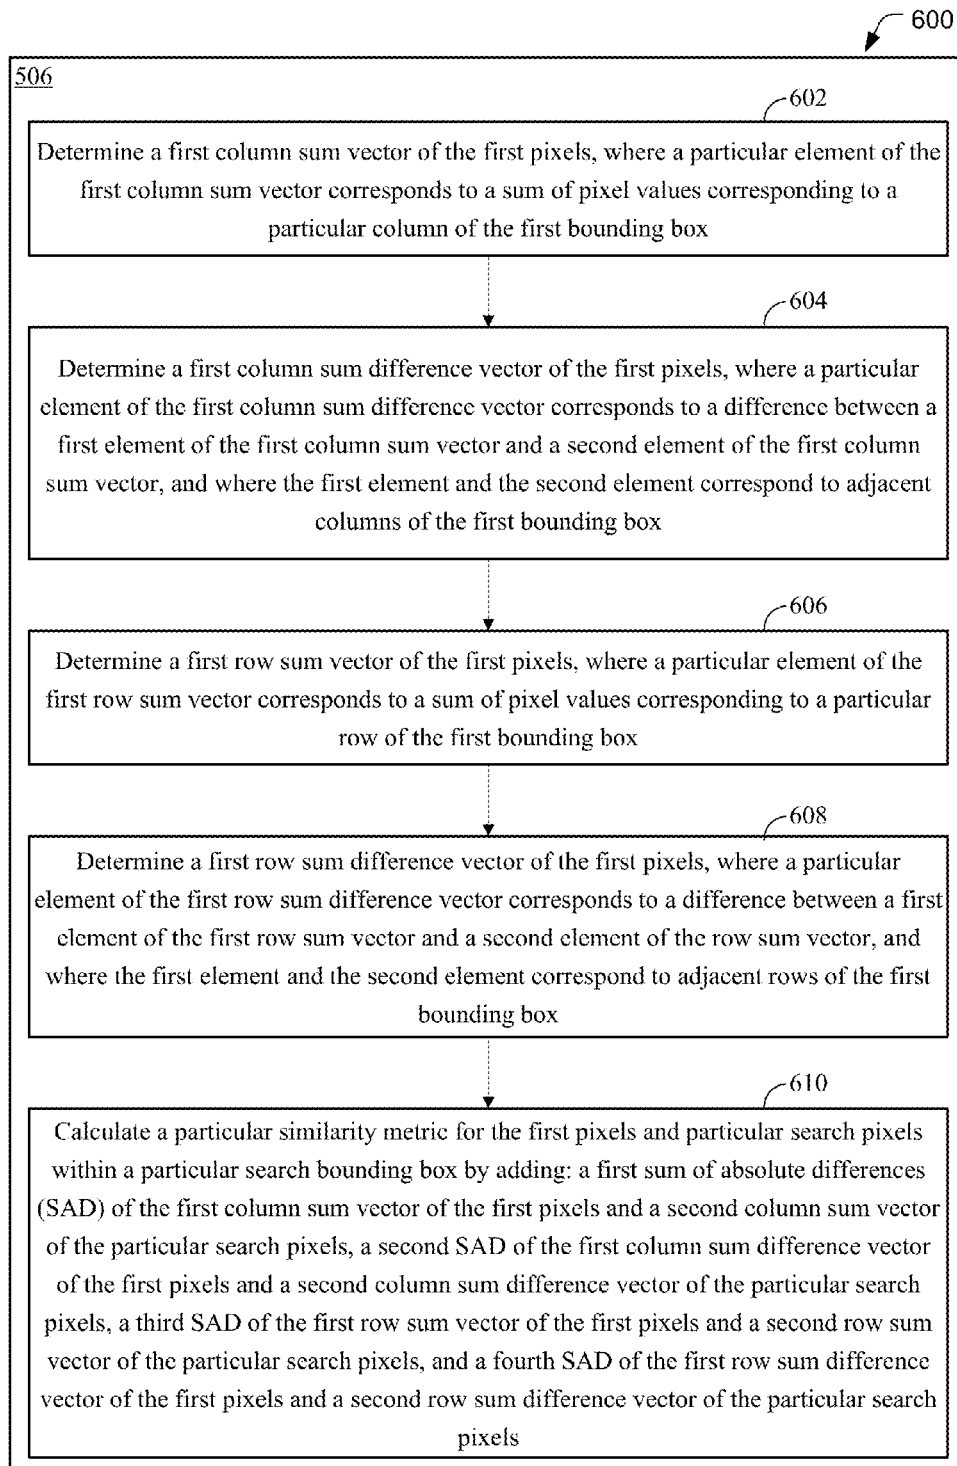 600
506
602
Determine a first column sum vector of the first pixels, where a particular element of the
first column sum vector corresponds to a sum of pixel values corresponding to a
particular column of the first bounding box
604
Determine a first column sum difference vector of the first pixels, where a particular
element of the first column sum difference vector corresponds to a difference between a
first element of the first column sum vector and a second element of the first column
sum vector, and where the first element and the second element correspond to adjacent
columns of the first bounding box
606
Determine a first row sum vector of the first pixels, where a particular element of the
first row sum vector corresponds to a sum of pixel values corresponding to a particular
row of the first bounding box
608
Determine a first row sum difference vector of the first pixels, where a particular
element of the first row sum difference vector corresponds to a difference between a first
element of the first row sum vector and a second element of the row sum vector, and
where the first element and the second element correspond to adjacent rows of the first
bounding box
610
Calculate a particular similarity metric for the first pixels and particular search pixels
within a particular search bounding box by adding: a first sum of absolute differences
(SAD) of the first column sum vector of the first pixels and a second column sum vector
of the particular search pixels, a second SAD of the first column sum difference vector
of the first pixels and a second column sum difference vector of the particular search
pixels, a third SAD of the first row sum vector of the first pixels and a second row sum
vector of the particular search pixels, and a fourth SAD of the first row sum difference
vector of the first pixels and a second row sum difference vector of the particular search
pixels